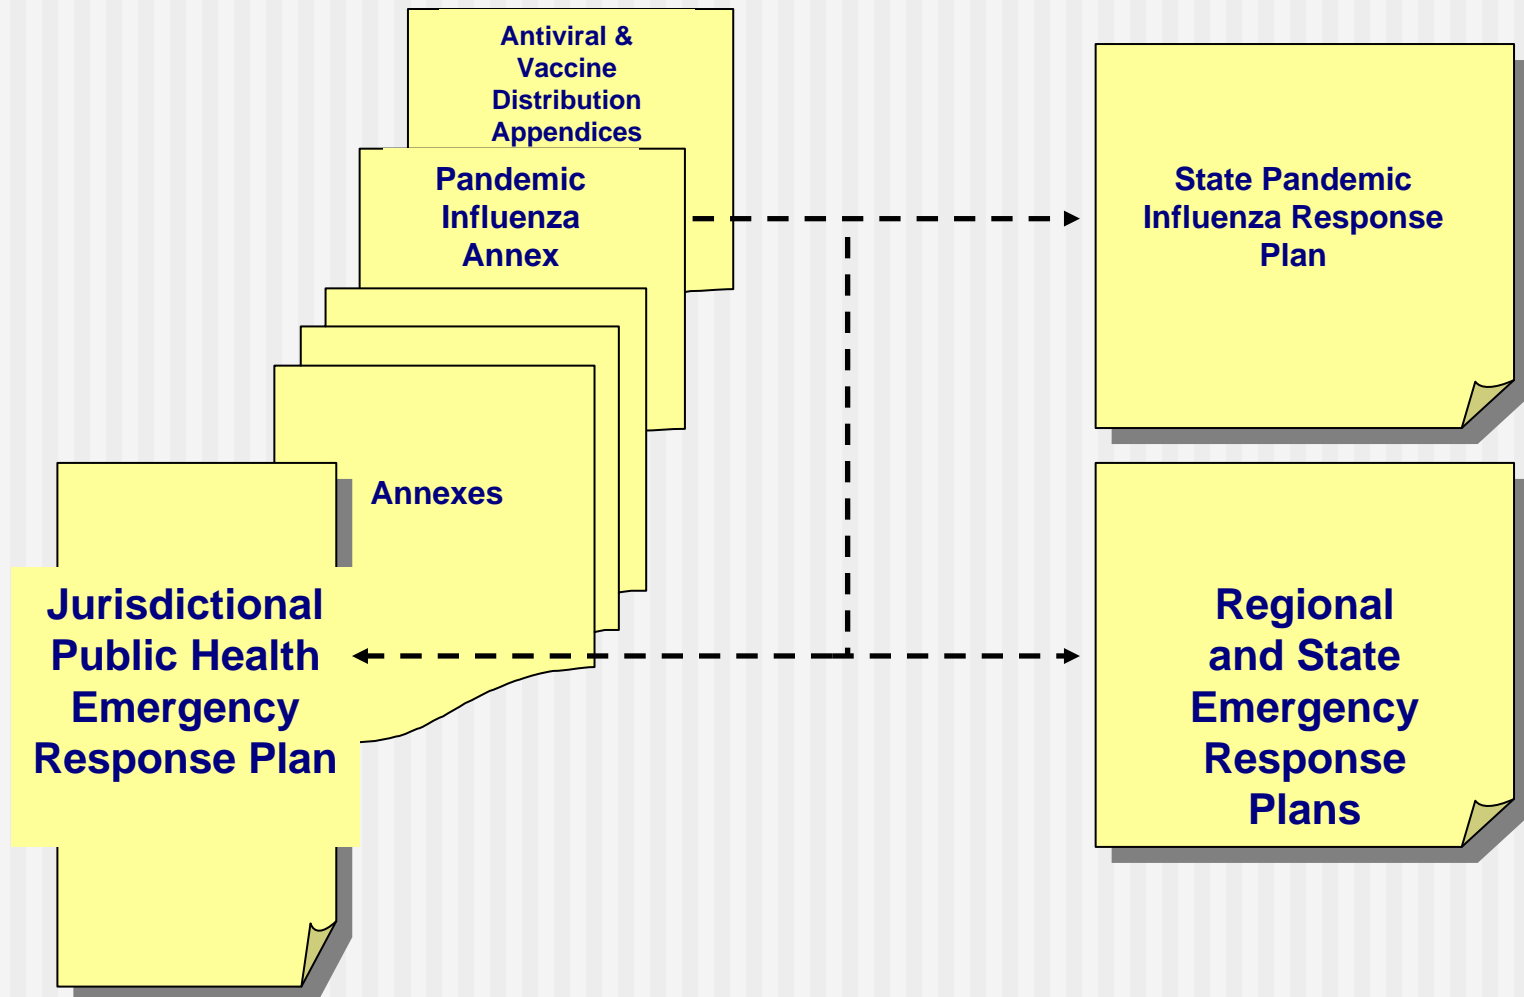 Antiviral &
Vaccine
Distribution
Appendices
Pandemic
Influenza
Annex
Annexes
Jurisdictional
Public Health
Emergency
Response Plan
State Pandemic
Influenza Response
Plan
Regional
and State
Emergency
Response
Plans